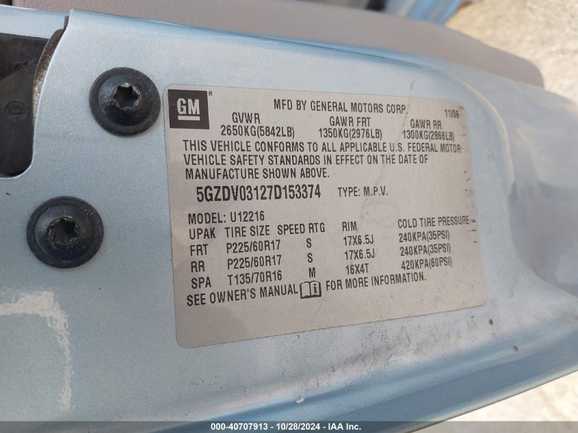 GM
MFD BY GENERAL MOTORS CORP. 11/06
GVWR GAWR FRT GAWR RR
2650KG(5842LB) 1350KG(2976LB) 1300KG(2866LB)
THIS VEHICLE CONFORMS TO ALL APPLICABLE U.S. FEDERAL MOTOR
VEHICLE SAFETY STANDARDS IN EFFECT ON THE DATE OF
MANUFACTURE SHOWN ABOVE.
5GZDV03127D153374 TYPE: M.P.V.
MODEL: U12216
UPAK TIRE SIZE SPEED RTG RIM COLD TIRE PRESSURE
FRT P225/60R17 S 17X6.5J 240KPA(35PSI)
RR P225/60R17 S 17X6.5J 240KPA(35PSI)
SPA T135/70R16 M 16X4T 420KPA(60PSI)
SEE OWNER'S MANUAL FOR MORE INFORMATION.
000-40707913 - 10/28/2024 - IAA Inc.